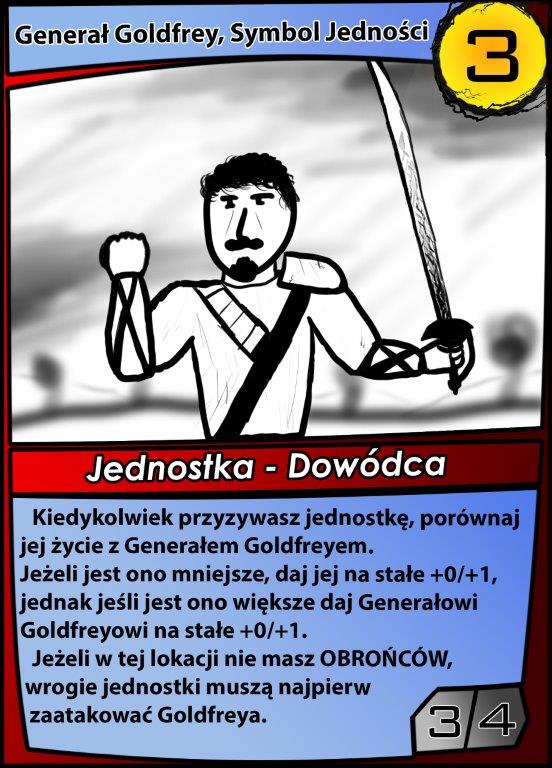 Generał Goldfrey, Symbol Jedności
3
Jednostka - Dowódca
Kiedykolwiek przyzywasz jednostkę, porównaj
jej życie z Generałem Goldfreyem.
Jeżeli jest ono mniejsze, daj jej na stałe +0/+1,
jednak jeśli jest ono większe daj Generałowi
Goldfreyowi na stałe +0/+1.
Jeżeli w tej lokacji nie masz OBROŃCÓW,
wrogie jednostki muszą najpierw
zaatakować Goldfreya.
3/4